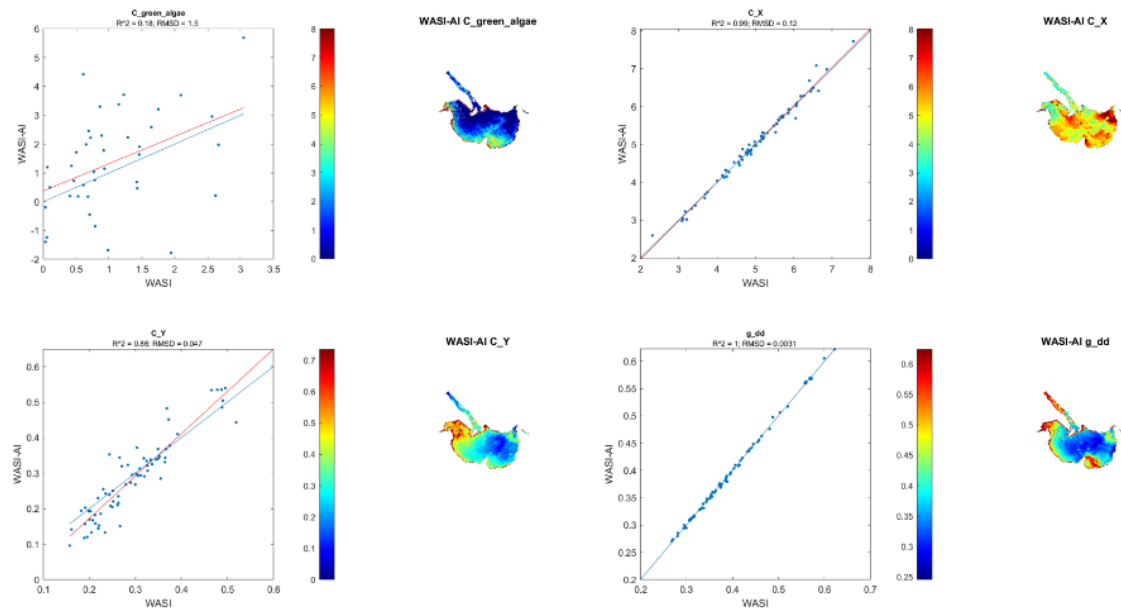 C_green_algae
R^2 = 0.18; RMSD = 1.5
6
5
4
3
2
1
0
-1
-2
0 0.5 1 1.5 2 2.5 3 3.5
WASI
WASI-AI
8
7
6
5
4
3
2
1
0
WASI-AI C_green_algae
C_X
R^2 = 0.99; RMSD = 0.12
8
7
6
5
4
3
2
2 3 4 5 6 7 8
WASI
WASI-AI
8
7
6
5
4
3
2
1
0
WASI-AI C_X
C_Y
R^2 = 0.86; RMSD = 0.047
0.6
0.5
0.4
0.3
0.2
0.1
0
0.1 0.2 0.3 0.4 0.5 0.6
WASI
WASI-AI
0.7
0.6
0.5
0.4
0.3
0.2
0.1
0
WASI-AI C_Y
g_dd
R^2 = 1; RMSD = 0.0031
0.6
0.55
0.5
0.45
0.4
0.35
0.3
0.25
0.2
0.2 0.3 0.4 0.5 0.6 0.7
WASI
WASI-AI
0.6
0.55
0.5
0.45
0.4
0.35
0.3
0.25
WASI-AI g_dd